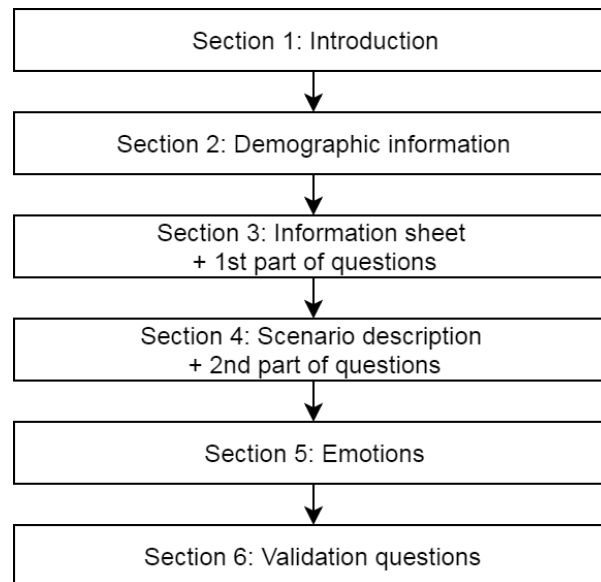 Section 1: Introduction
Section 2: Demographic information
Section 3: Information sheet
+ 1st part of questions
Section 4: Scenario description
+ 2nd part of questions
Section 5: Emotions
Section 6: Validation questions